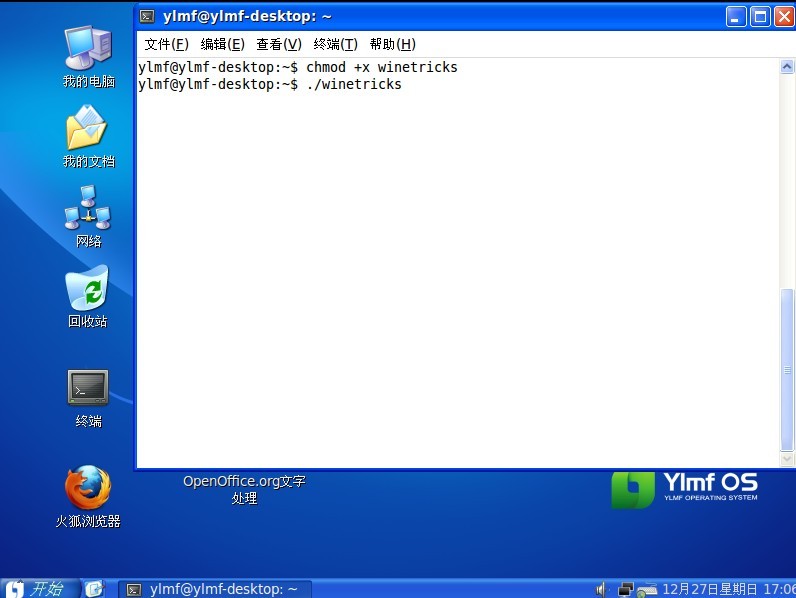 ylmf@ylmf-desktop: ~
文件(F) 编辑(E) 查看(V) 终端(T) 帮助(H)
ylmf@ylmf-desktop:~$ chmod +x winetricks
ylmf@ylmf-desktop:~$ ./winetricks
我的电脑
我的文档
网络
回收站
终端
火狐浏览器
OpenOffice.org文字
处理
Ylmf OS
YLMF OPERATING SYSTEM
开始
ylmf@ylmf-desktop: ~
12月27日星期日 17:06